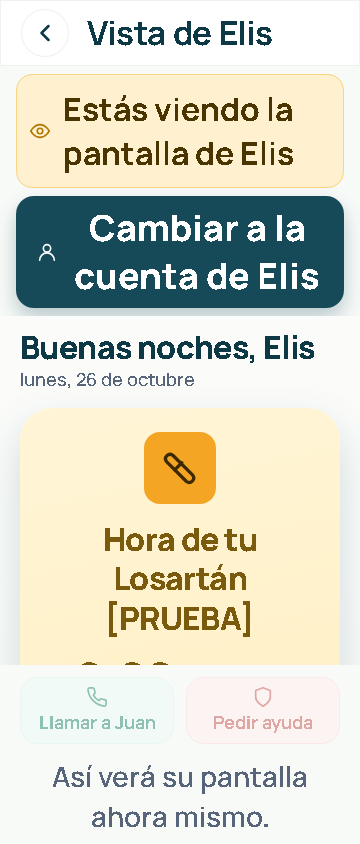 Vista de Elis
Estás viendo la
pantalla de Elis
Cambiar a la
cuenta de Elis
Buenas noches, Elis
lunes, 26 de octubre
Hora de tu
Losartán
[PRUEBA]
Llamar a Juan
Pedir ayuda
Así verá su pantalla
ahora mismo.